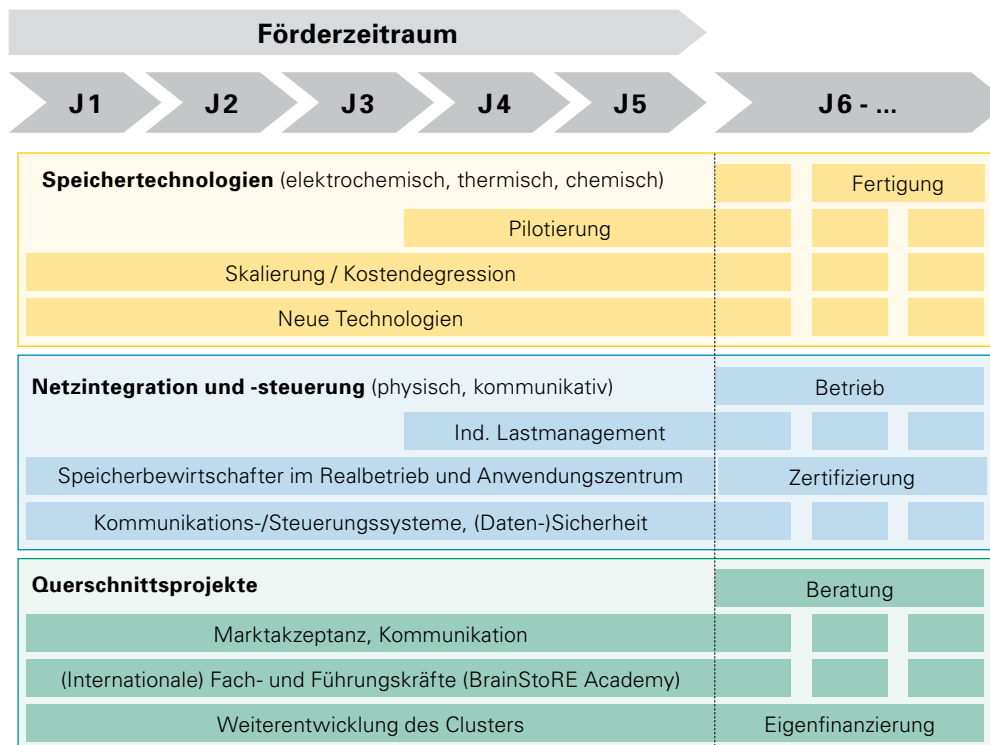 Förderzeitraum
J1 J2 J3 J4 J5 J6 - ...
Speichertechnologien (elektrochemisch, thermisch, chemisch)
Fertigung
Pilotierung
Skalierung / Kostendegression
Neue Technologien
Netzintegration und -steuerung (physisch, kommunikativ)
Betrieb
Ind. Lastmanagement
Speicherbewirtschafter im Realbetrieb und Anwendungszentrum
Zertifizierung
Kommunikations-/Steuerungssysteme, (Daten-)Sicherheit
Querschnittsprojekte
Beratung
Marktakzeptanz, Kommunikation
(Internationale) Fach- und Führungskräfte (BrainStoRE Academy)
Weiterentwicklung des Clusters
Eigenfinanzierung